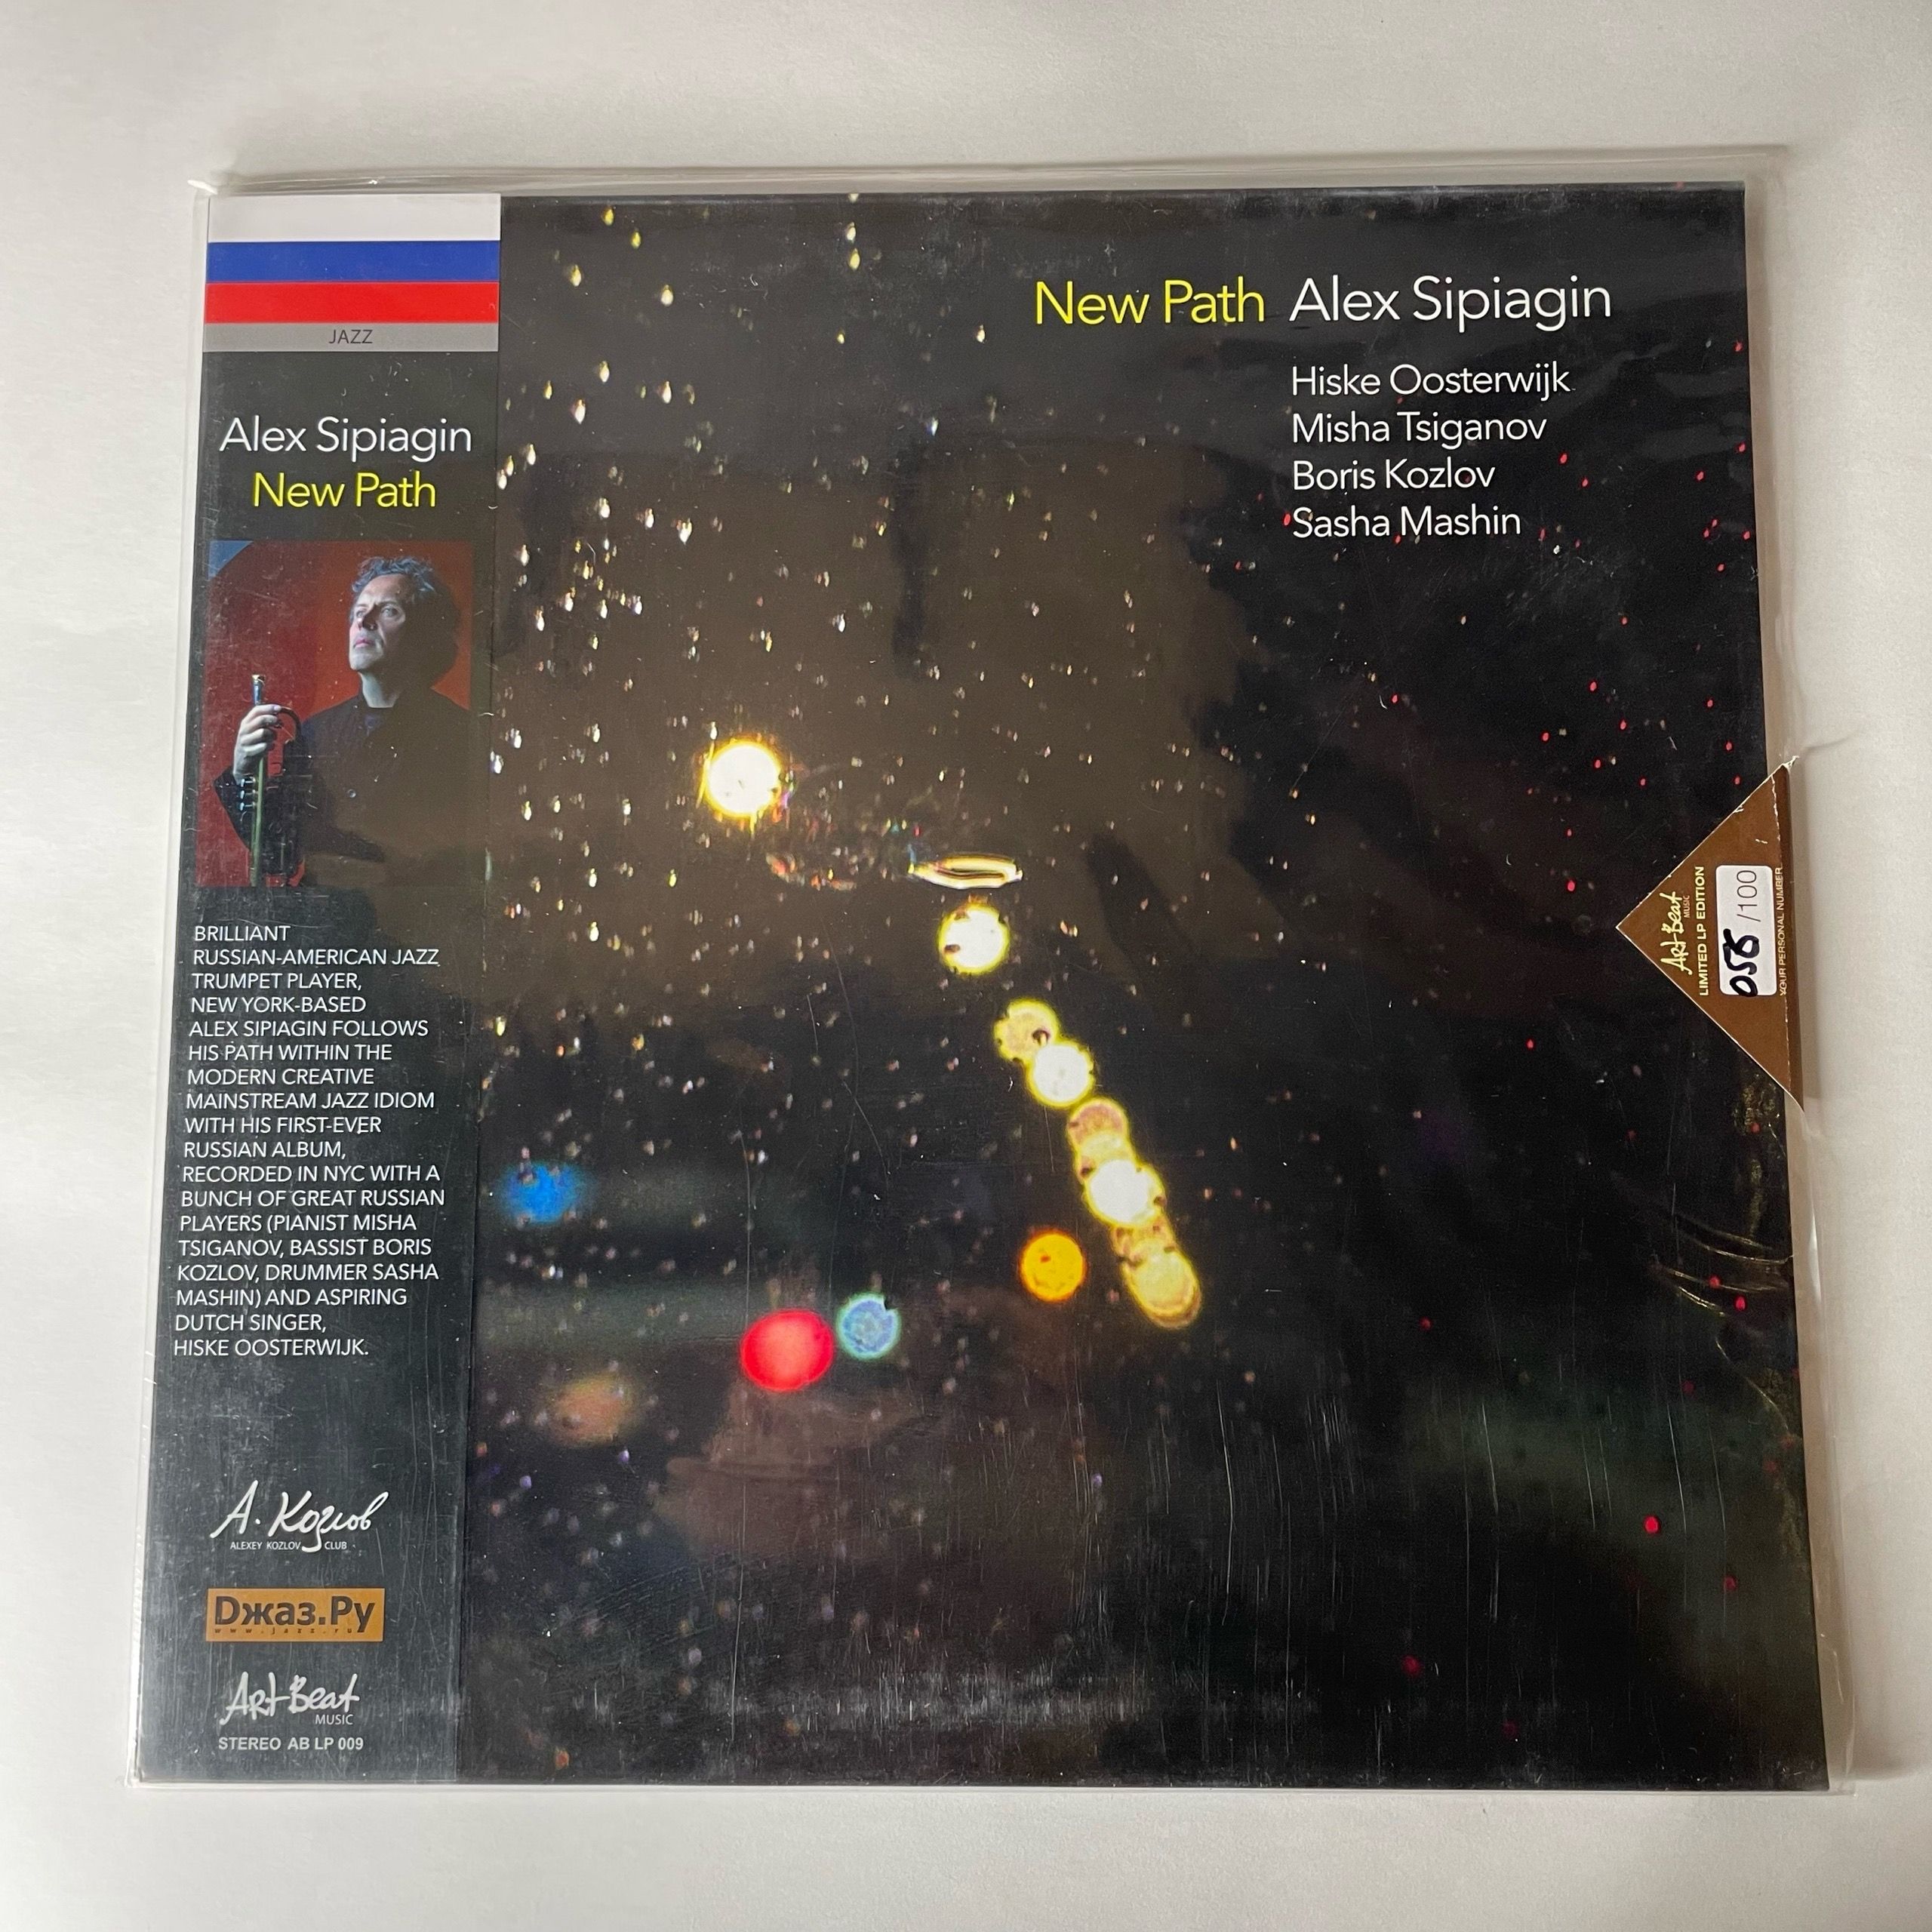 JAZZ
Alex Sipiagin
New Path
BRILLIANT
RUSSIAN-AMERICAN JAZZ
TRUMPET PLAYER,
NEW YORK-BASED
ALEX SIPIAGIN FOLLOWS
HIS PATH WITHIN THE
MODERN CREATIVE
MAINSTREAM JAZZ IDIOM
WITH HIS FIRST-EVER
RUSSIAN ALBUM,
RECORDED IN NYC WITH A
BUNCH OF GREAT RUSSIAN
PLAYERS (PIANIST MISHA
TSIGANOV, BASSIST BORIS
KOZLOV, DRUMMER SASHA
MASHIN) AND ASPIRING
DUTCH SINGER,
HISKE OOSTERWIJK.
А. Козлов
ALEXEY KOZLOV CLUB
Dжаз.Ру
www.jazz.ru
Art-Beat
MUSIC
STEREO AB LP 009
New Path Alex Sipiagin
Hiske Oosterwijk
Misha Tsiganov
Boris Kozlov
Sasha Mashin
Art-Beat
MUSIC
LIMITED LP EDITION
058/100
YOUR PERSONAL NUMBER